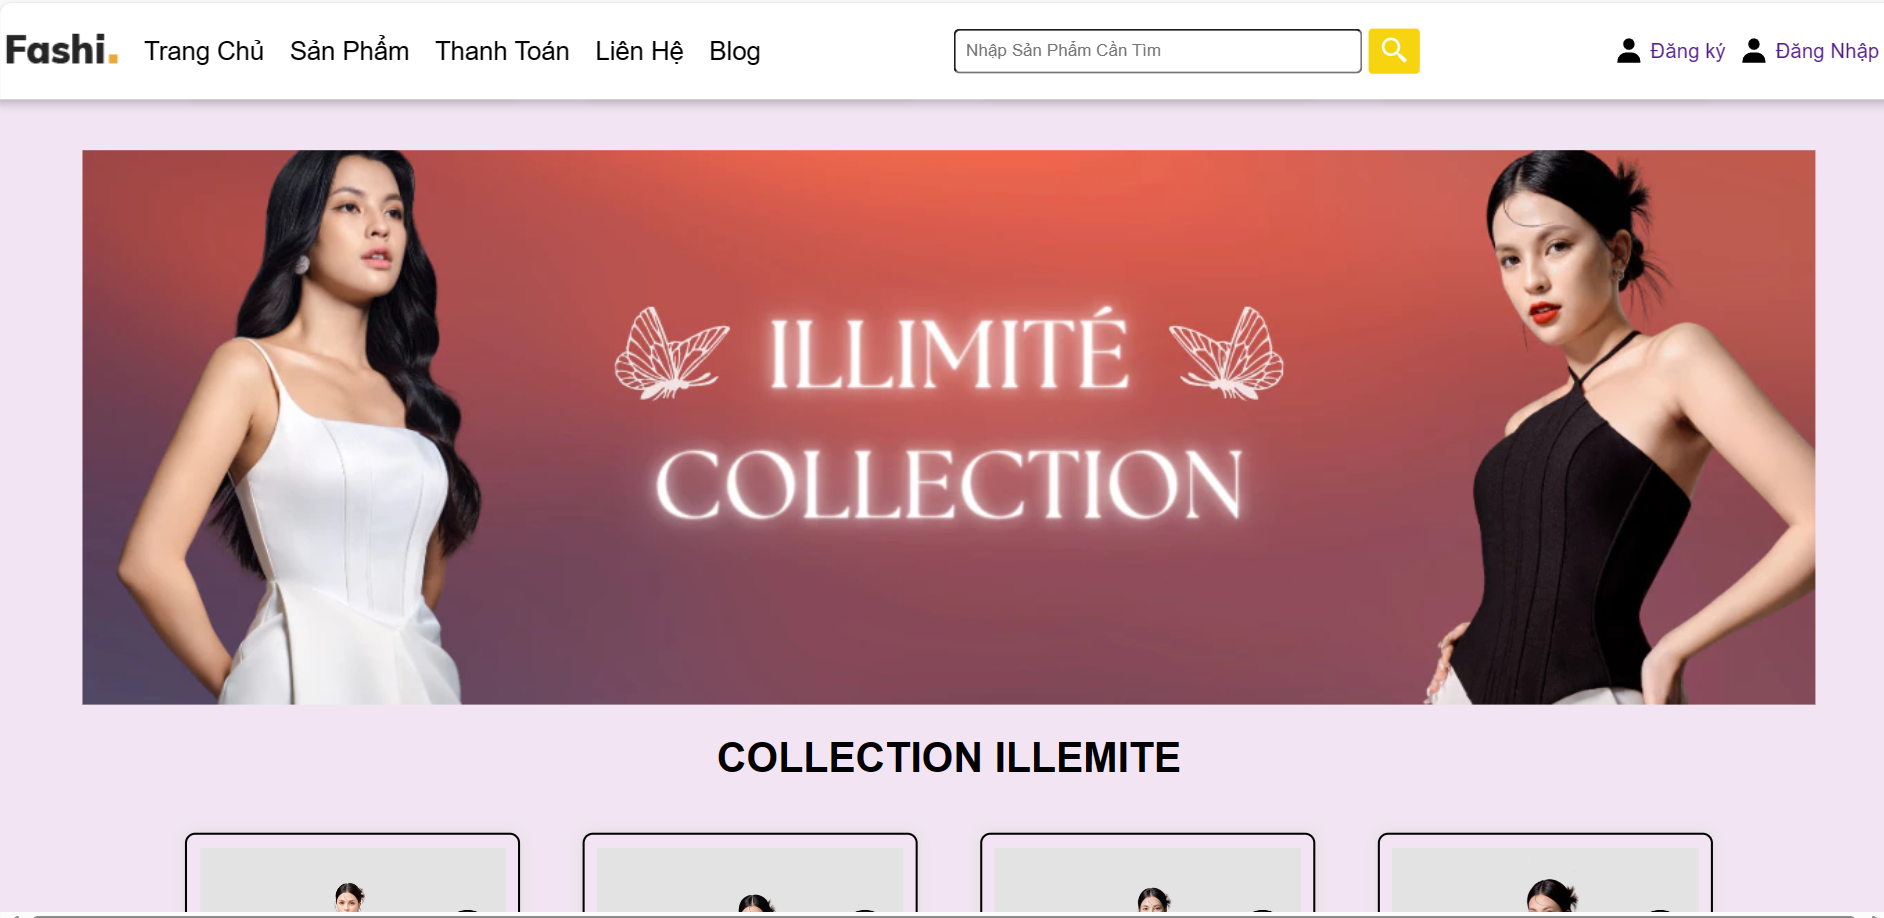 Fashi. Trang Chủ Sản Phẩm Thanh Toán Liên Hệ Blog Nhập Sản Phẩm Cần Tìm Đăng ký Đăng Nhập
ILLIMITÉ
COLLECTION
COLLECTION ILLEMITE